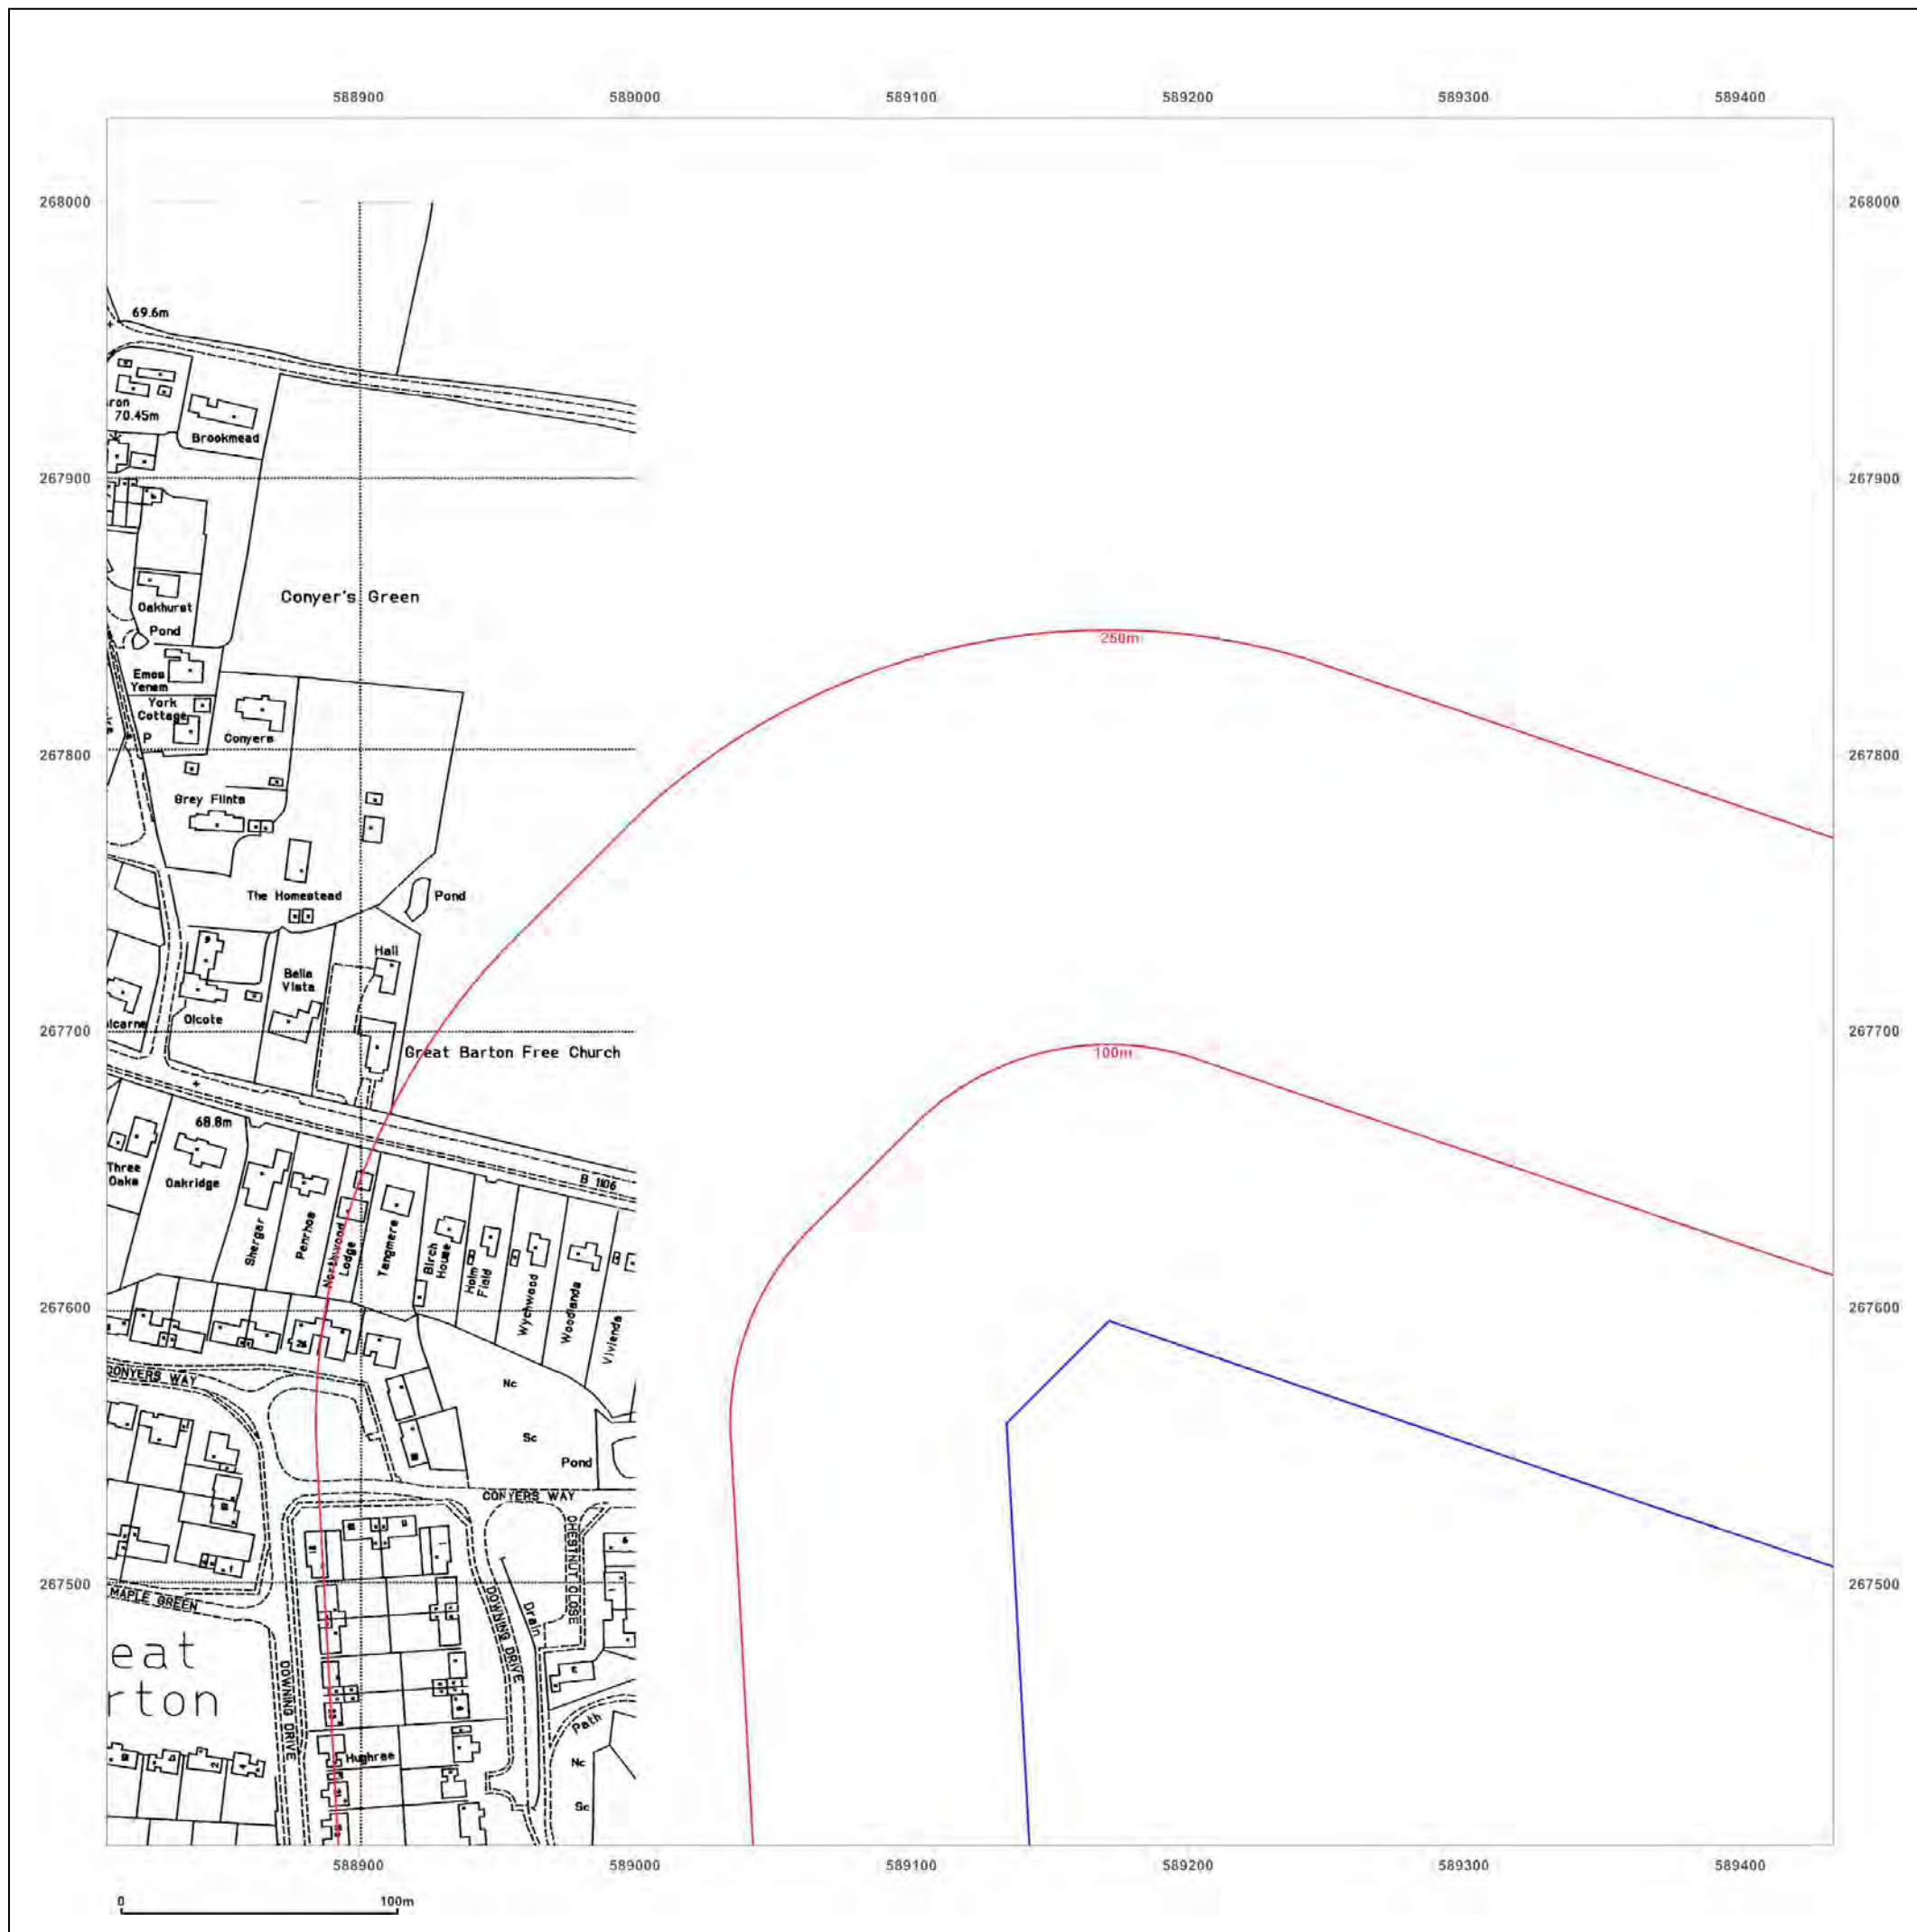 588900 589000 589100 589200 589300 589400
268000 268000
69.6m
70.45m
Brookmead
267900 267900
Conyer's Green
Oakhurst
Pond
250m
Emos
Yenem
York
Cottage
P
Conyers
267800 267800
Grey Flints
The Homestead
Pond
Hall
Bella
Vista
Olcote
267700 267700
Great Barton Free Church
100m
68.8m
Three
Oaks
Oakridge
B 1106
Shergar
Penrhos
Northwood
Lodge
Tangmere
Birch
House
Holm
Field
Wychwood
Woodlands
Vivienda
267600 267600
26
CONYERS WAY
Nc
Sc
Pond
CONYERS WAY
CHESTNUT CLOSE
267500 267500
MAPLE GREEN
DOWNING DRIVE
Drain
eat
rton
DOWNING DRIVE
Path
Hughrae
Nc
Sc
2
4
588900 589000 589100 589200 589300 589400
0 100m